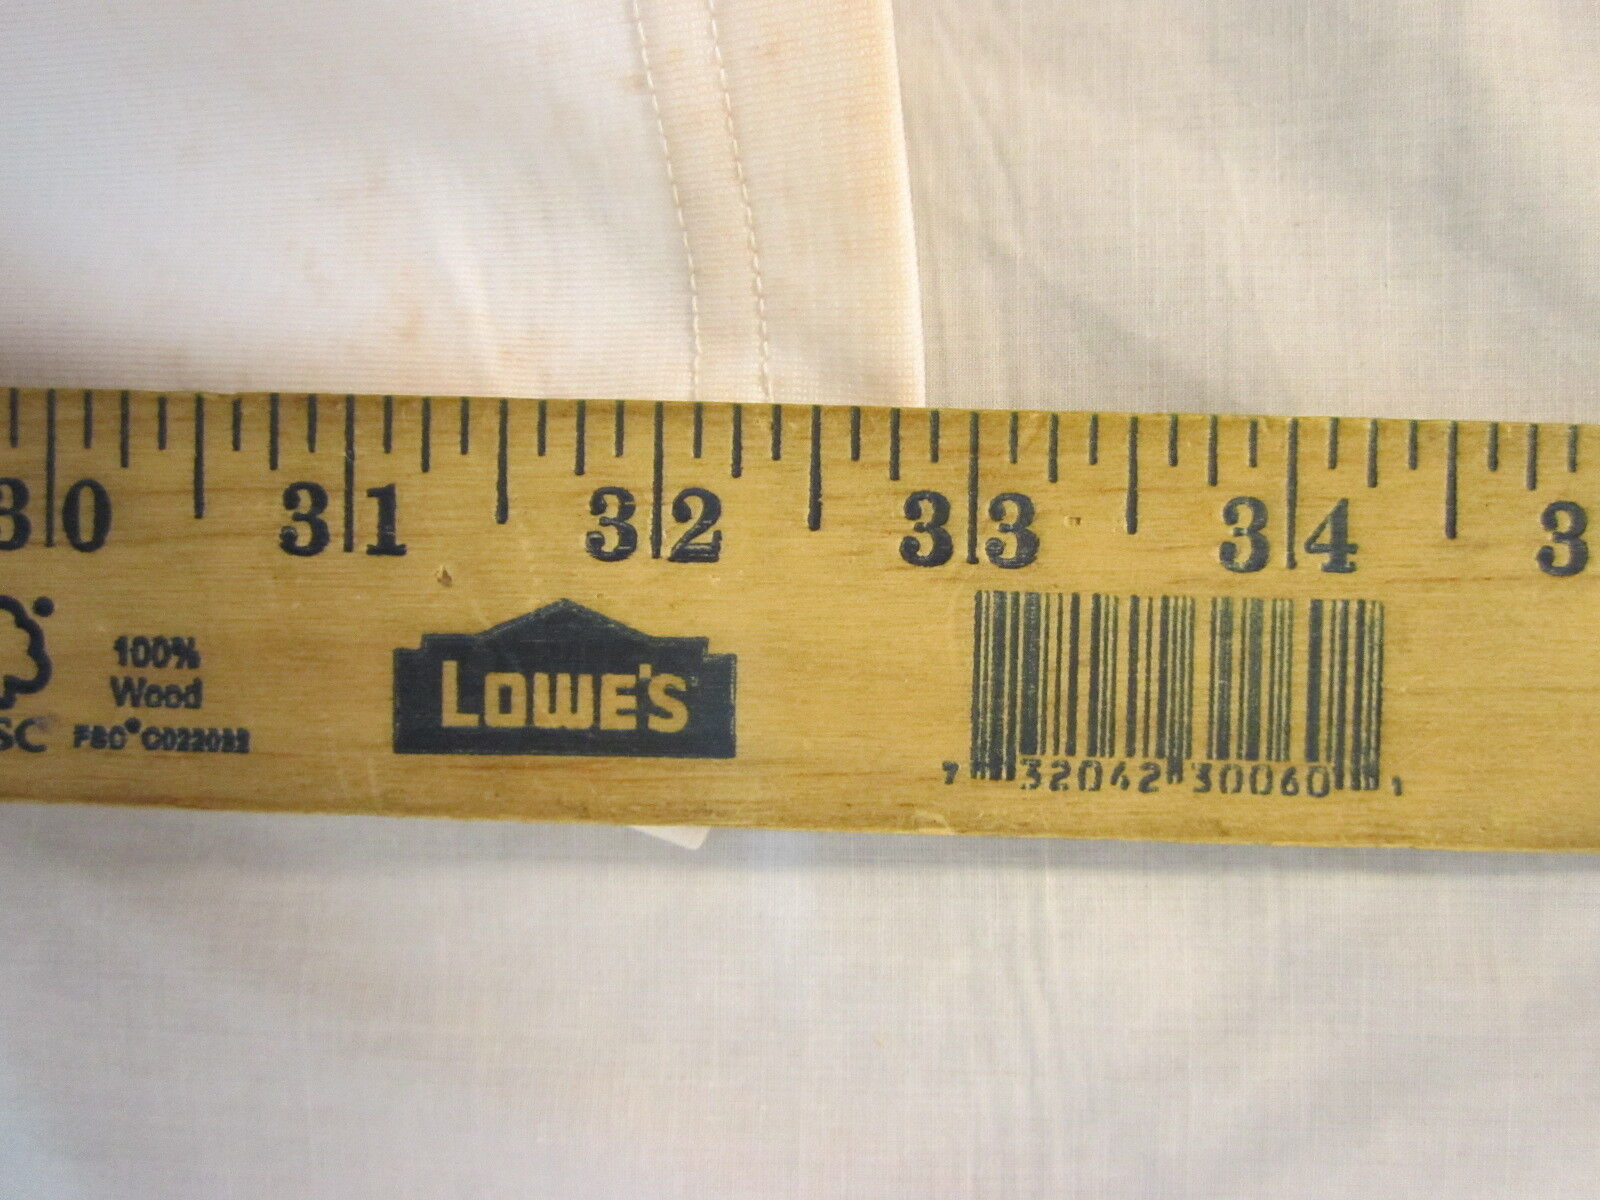 30 31 32 33 34 3
100%
Wood
FSC® C022032
SC
LOWE'S
7 32042 30060 1